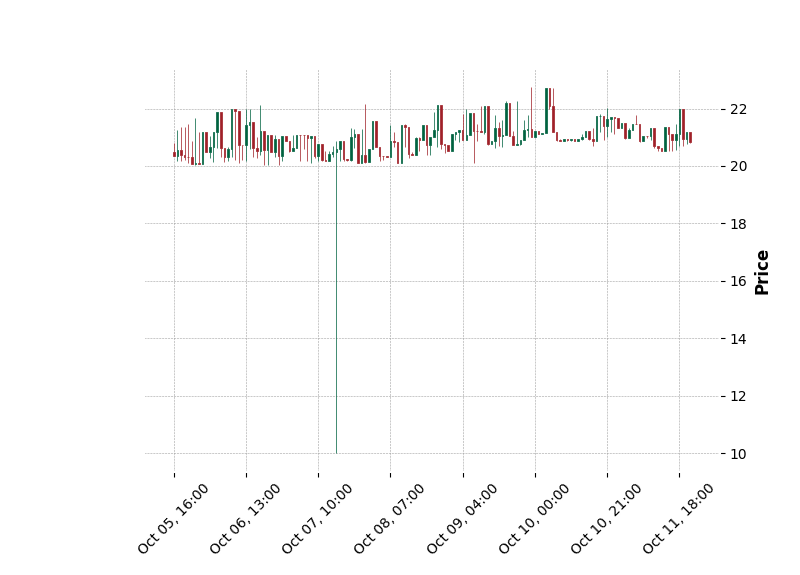 22
20
18
16
14
12
10
Price
Oct 05, 16:00
Oct 06, 13:00
Oct 07, 10:00
Oct 08, 07:00
Oct 09, 04:00
Oct 10, 00:00
Oct 10, 21:00
Oct 11, 18:00